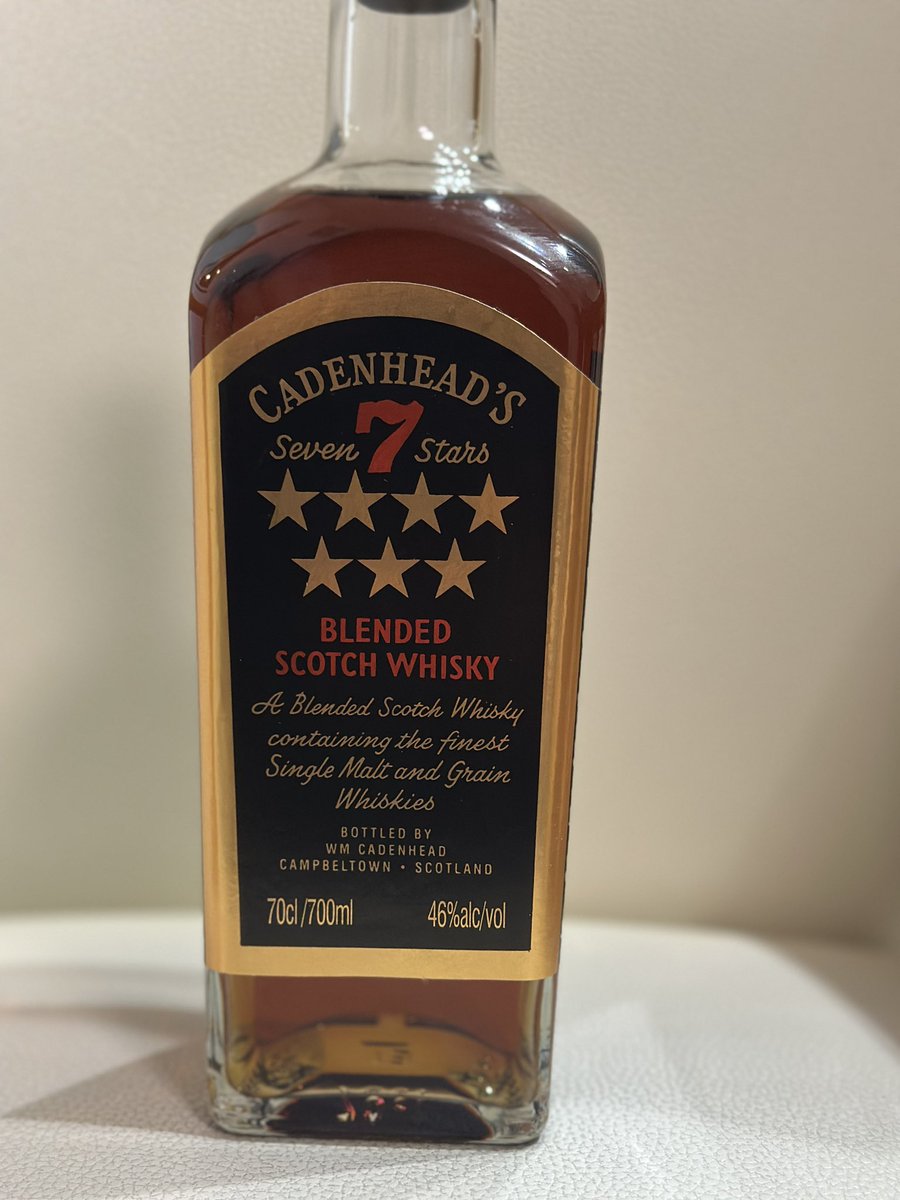 CADENHEAD'S
Seven 7 Stars
BLENDED
SCOTCH WHISKY
A Blended Scotch Whisky
containing the finest
Single Malt and Grain
Whiskies
BOTTLED BY
WM CADENHEAD
CAMPBELTOWN • SCOTLAND
70cl/700ml 46%alc/vol